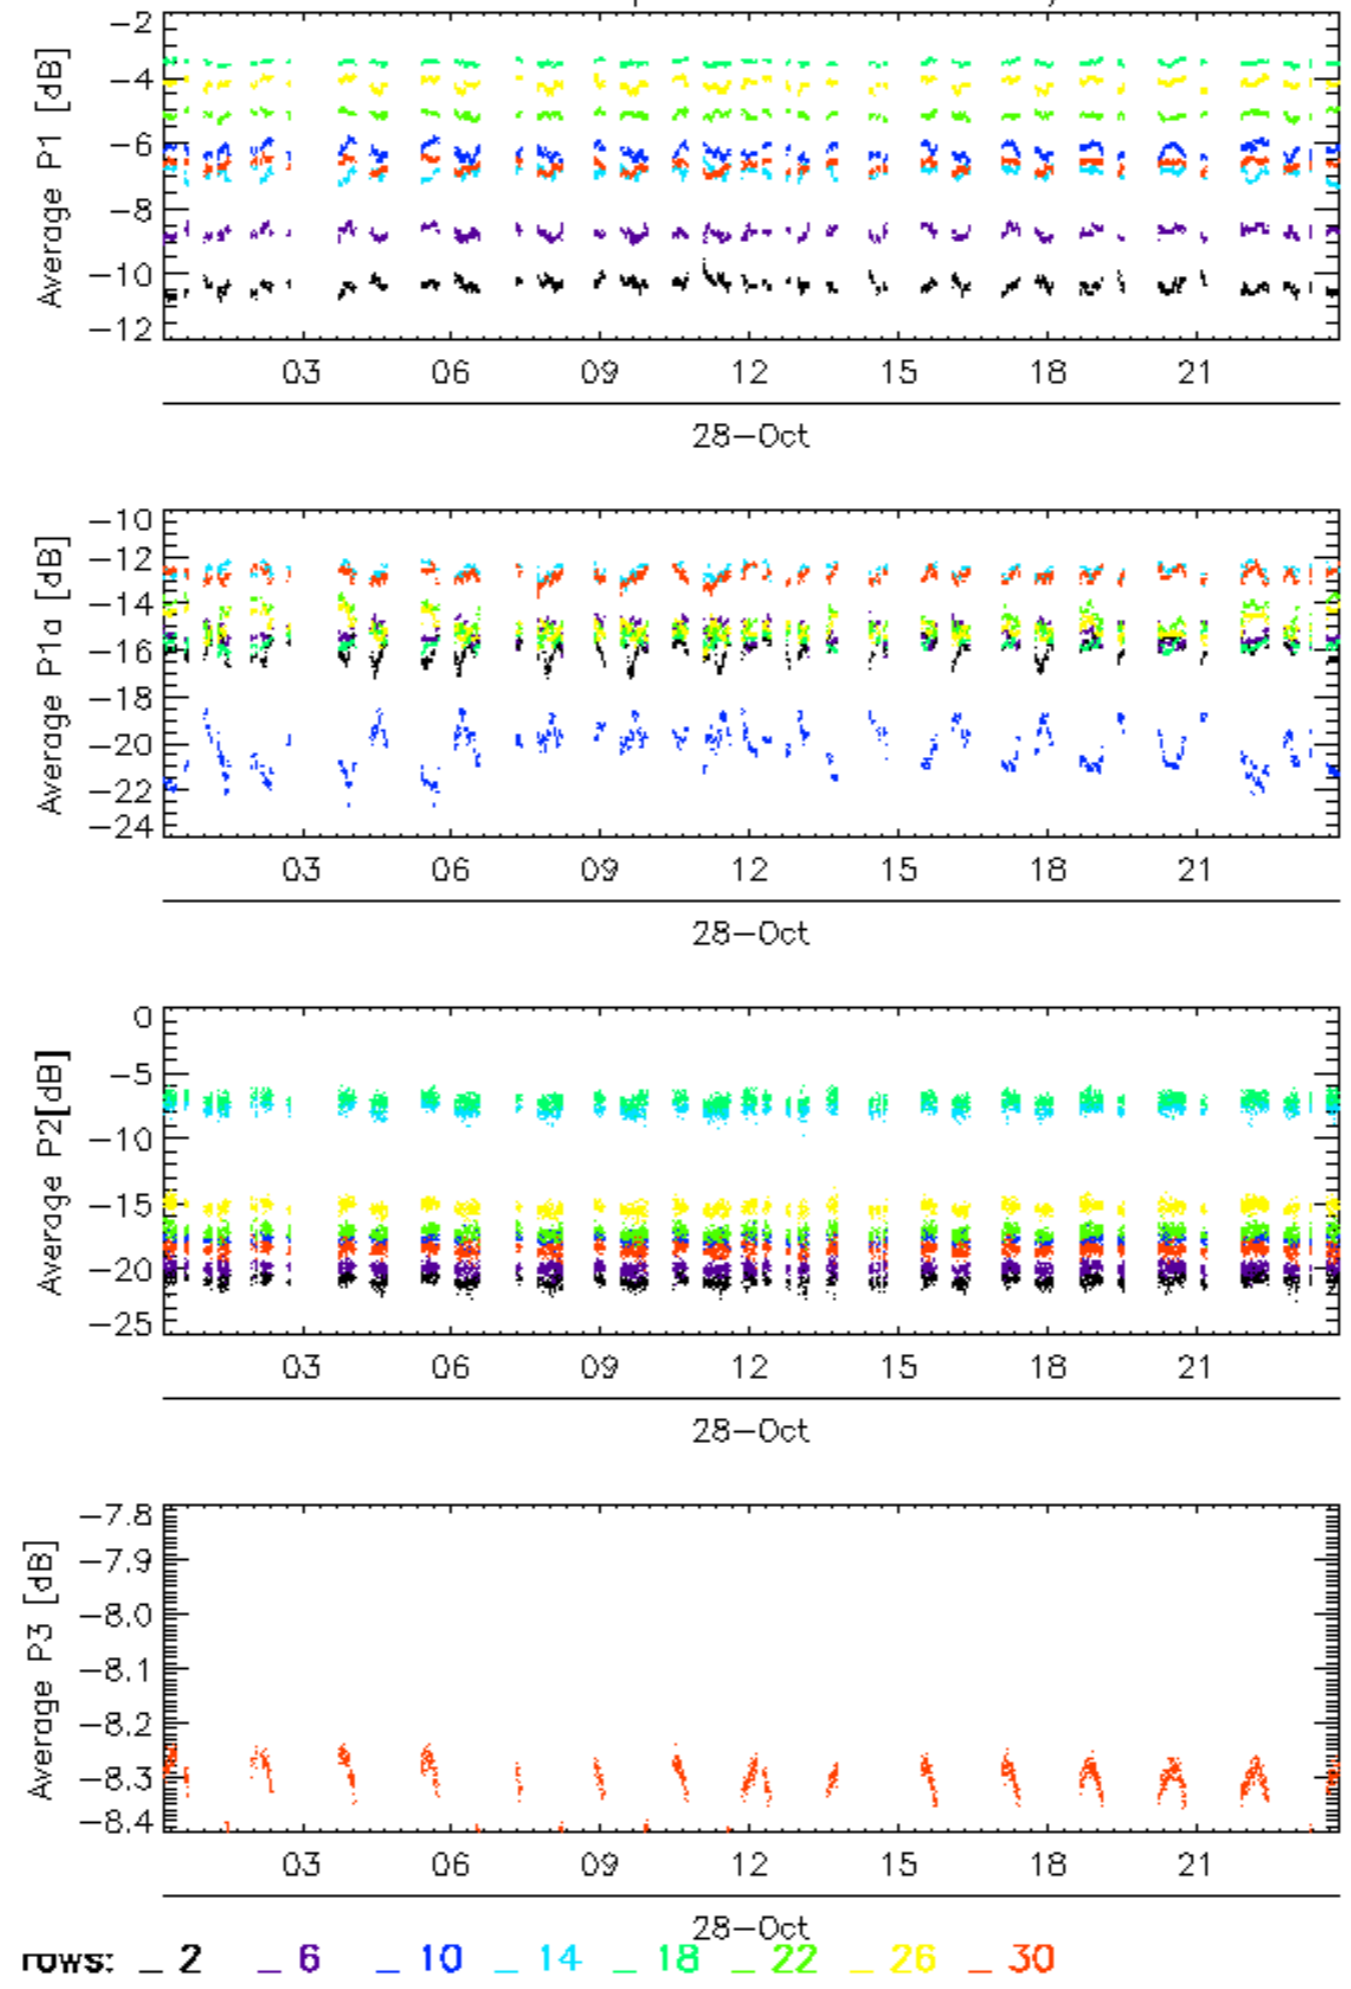 -2
-4
-6
-8
-10
-12
Average P1 [dB]
03 06 09 12 15 18 21
28-Oct
-10
-12
-14
-16
-18
-20
-22
-24
Average P1a [dB]
03 06 09 12 15 18 21
28-Oct
0
-5
-10
-15
-20
-25
Average P2[dB]
03 06 09 12 15 18 21
28-Oct
-7.8
-7.9
-8.0
-8.1
-8.2
-8.3
-8.4
Average P3 [dB]
03 06 09 12 15 18 21
28-Oct
rows: _ 2 _ 6 _ 10 _ 14 _ 18 _ 22 _ 26 _ 30